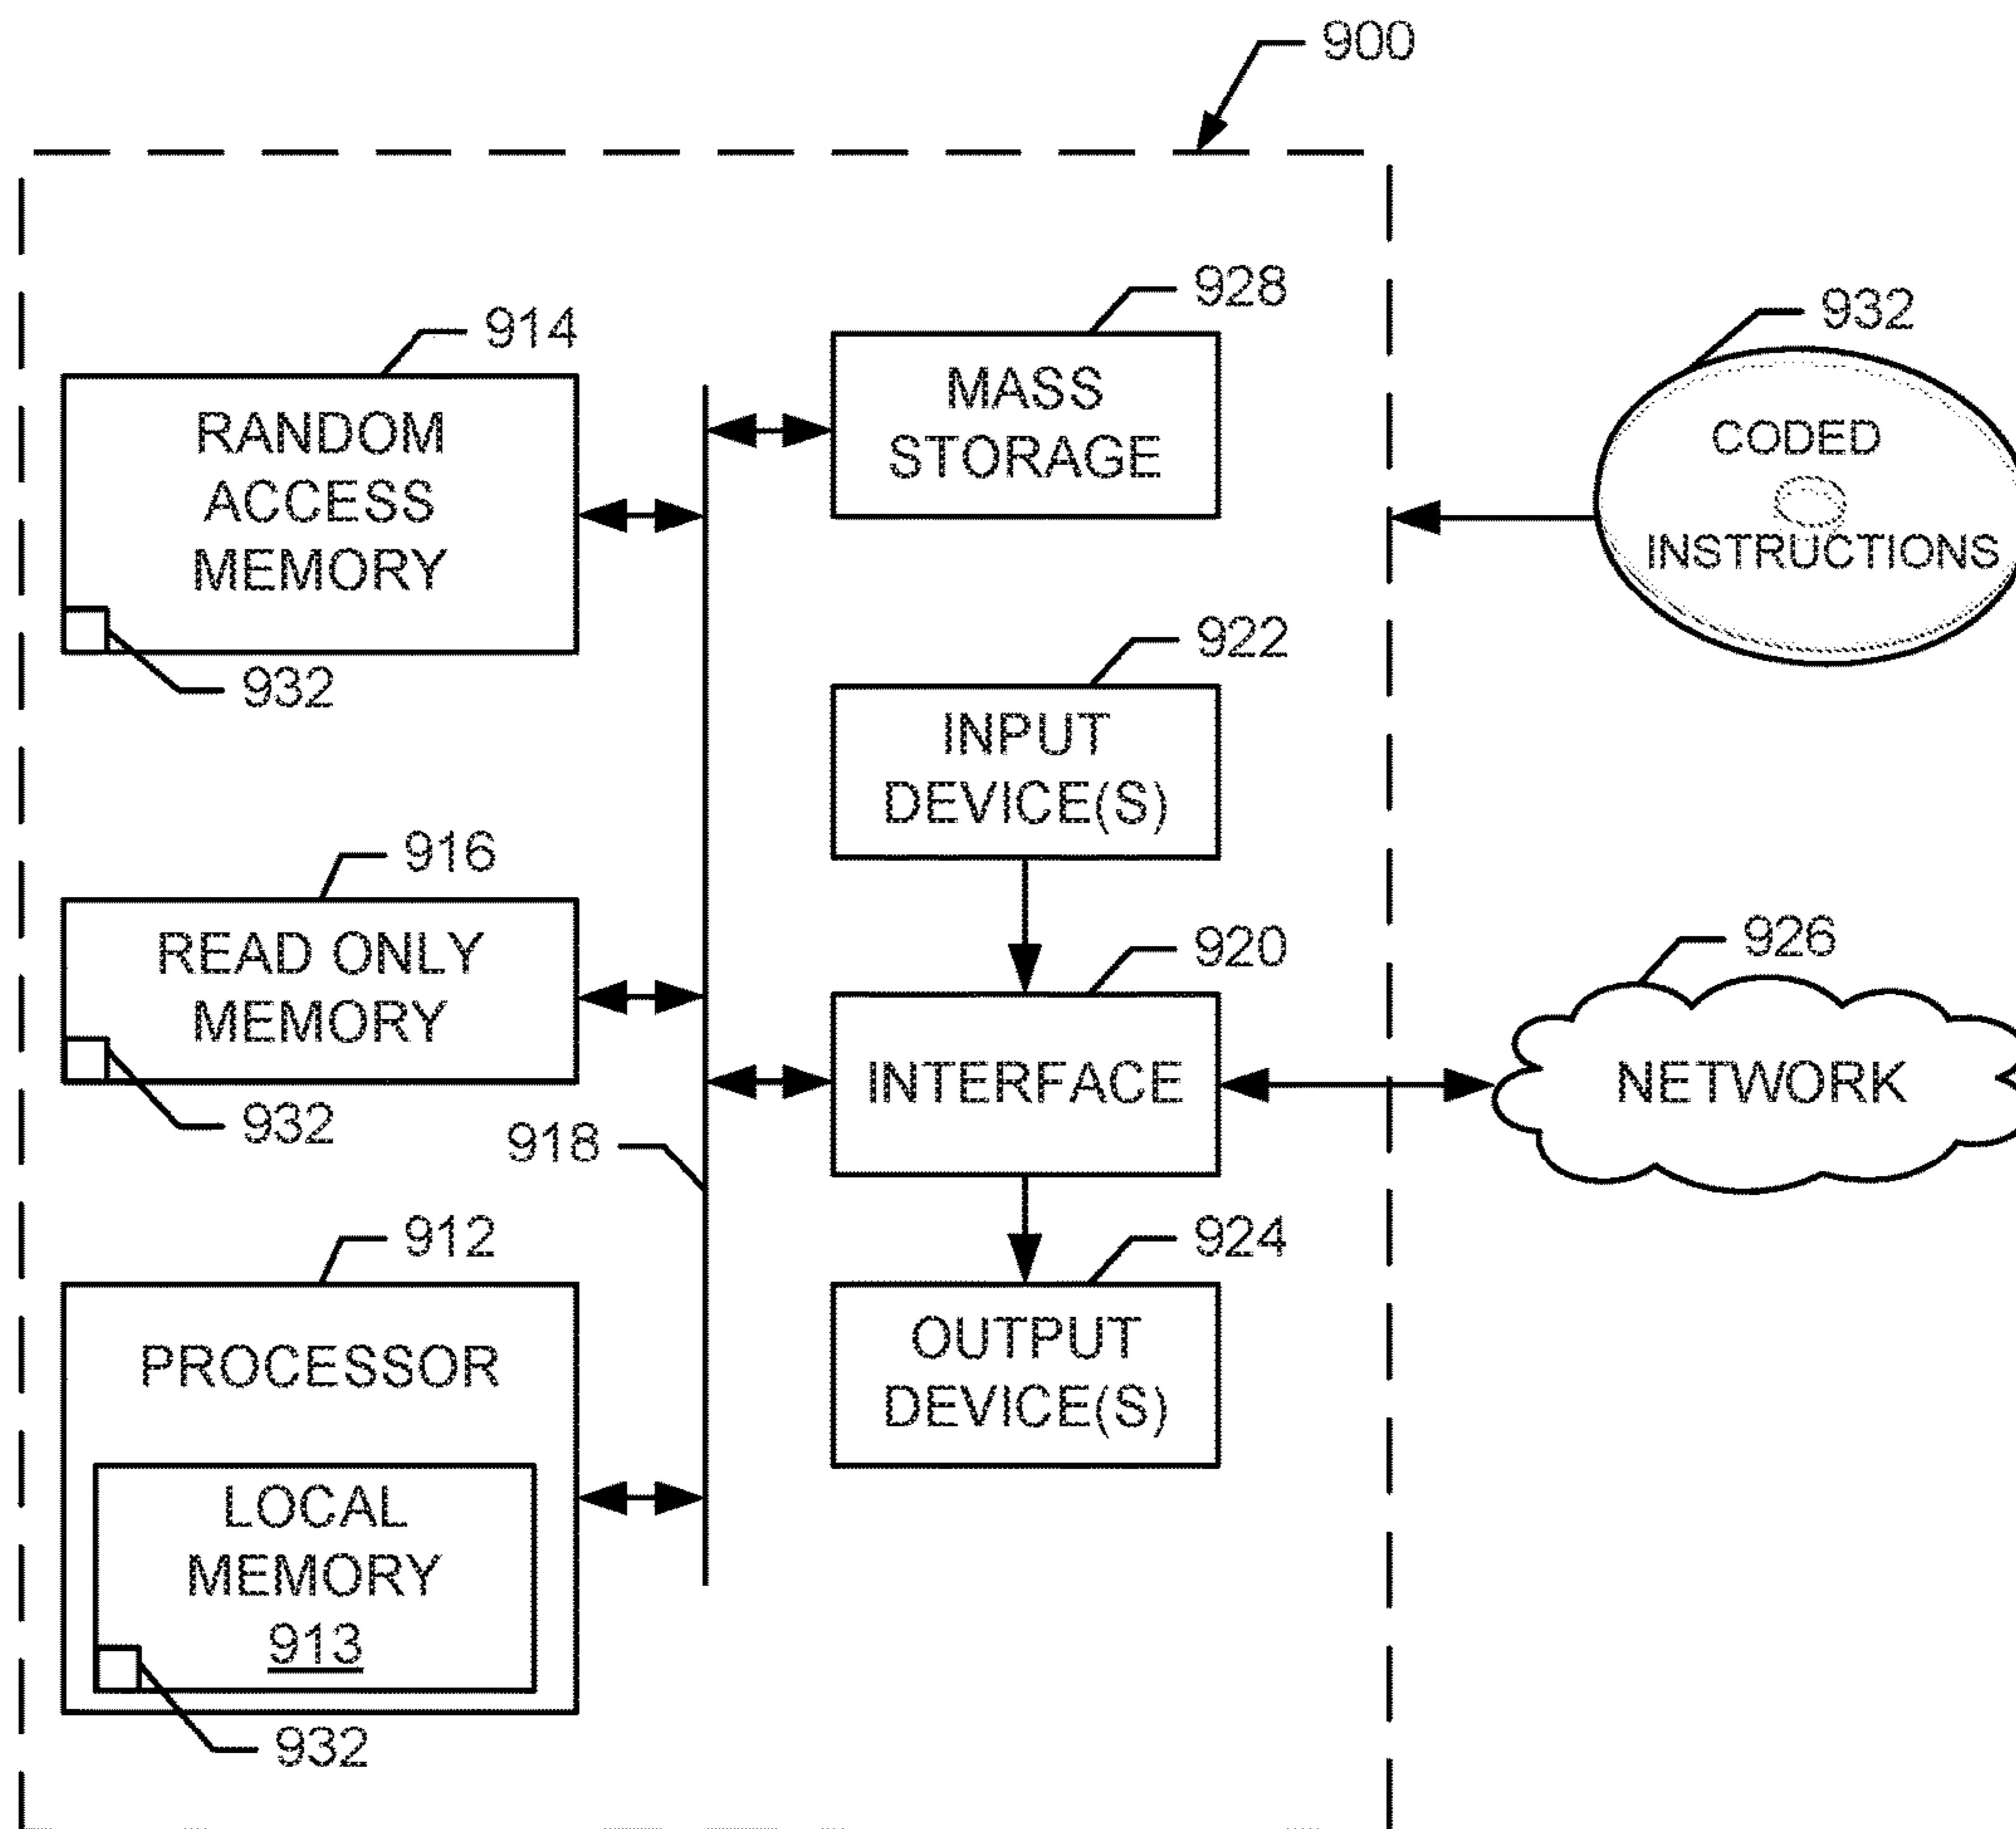 900
928
MASS
STORAGE
914
RANDOM
ACCESS
MEMORY
932
932
CODED
INSTRUCTIONS
922
INPUT
DEVICE(S)
916
READ ONLY
MEMORY
932
920
INTERFACE
926
NETWORK
918
912
PROCESSOR
LOCAL
MEMORY
913
932
924
OUTPUT
DEVICE(S)